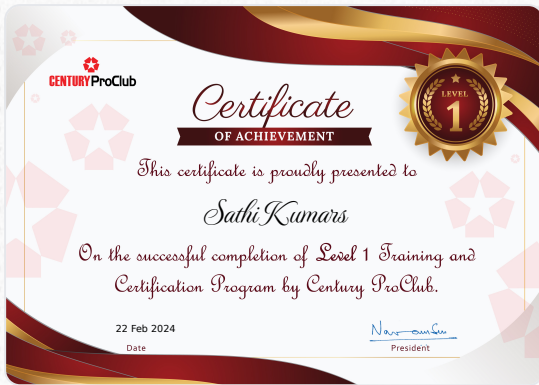 CENTURY ProClub
Certificate
OF ACHIEVEMENT
LEVEL
1
This certificate is proudly presented to
Sathi Kumars
On the successful completion of Level 1 Training and
Certification Program by Century ProClub.
22 Feb 2024
Date
President